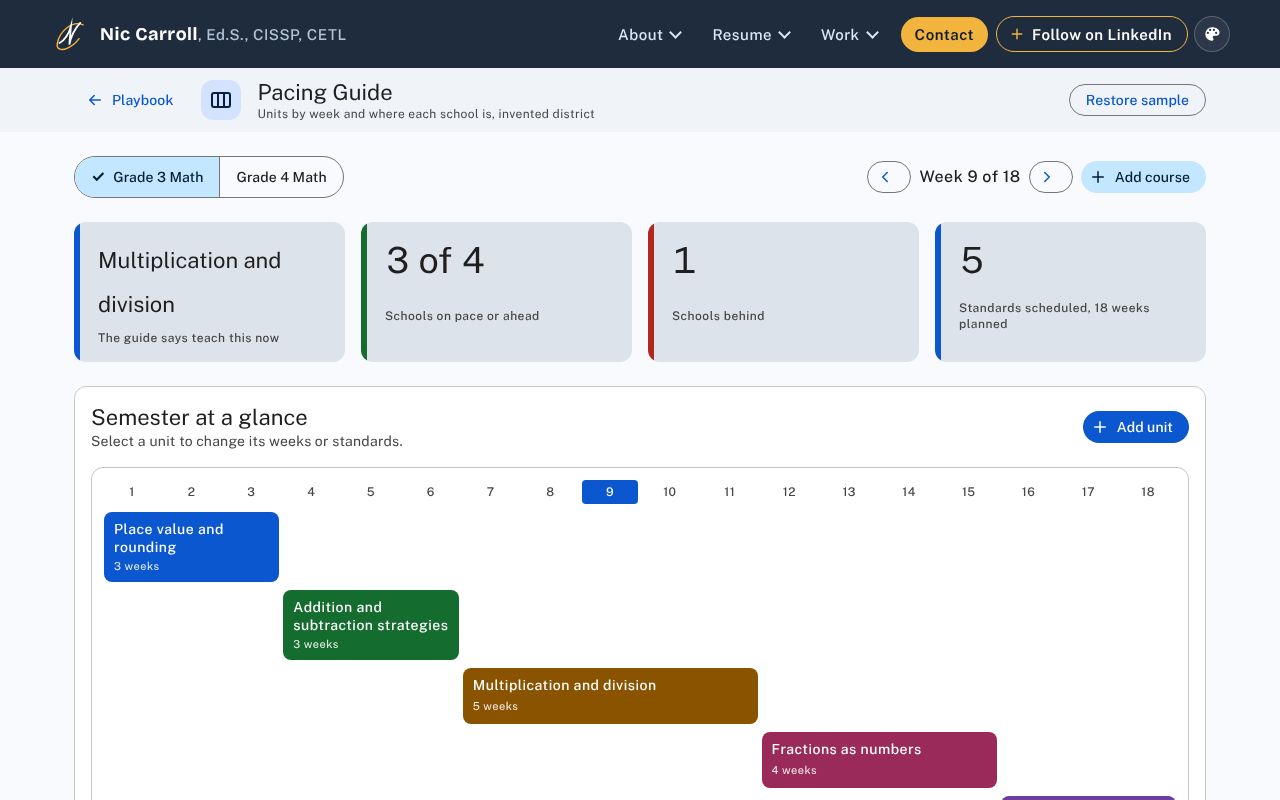 Nic Carroll, Ed.S., CISSP, CETL
About
Resume
Work
Contact
Follow on LinkedIn
Playbook
Pacing Guide
Units by week and where each school is, invented district
Restore sample
Grade 3 Math
Grade 4 Math
Week 9 of 18
Add course
Multiplication and
division
The guide says teach this now
3 of 4
Schools on pace or ahead
1
Schools behind
5
Standards scheduled, 18 weeks
planned
Semester at a glance
Select a unit to change its weeks or standards.
Add unit
1 2 3 4 5 6 7 8 9 10 11 12 13 14 15 16 17 18
Place value and
rounding
3 weeks
Addition and
subtraction strategies
3 weeks
Multiplication and division
5 weeks
Fractions as numbers
4 weeks